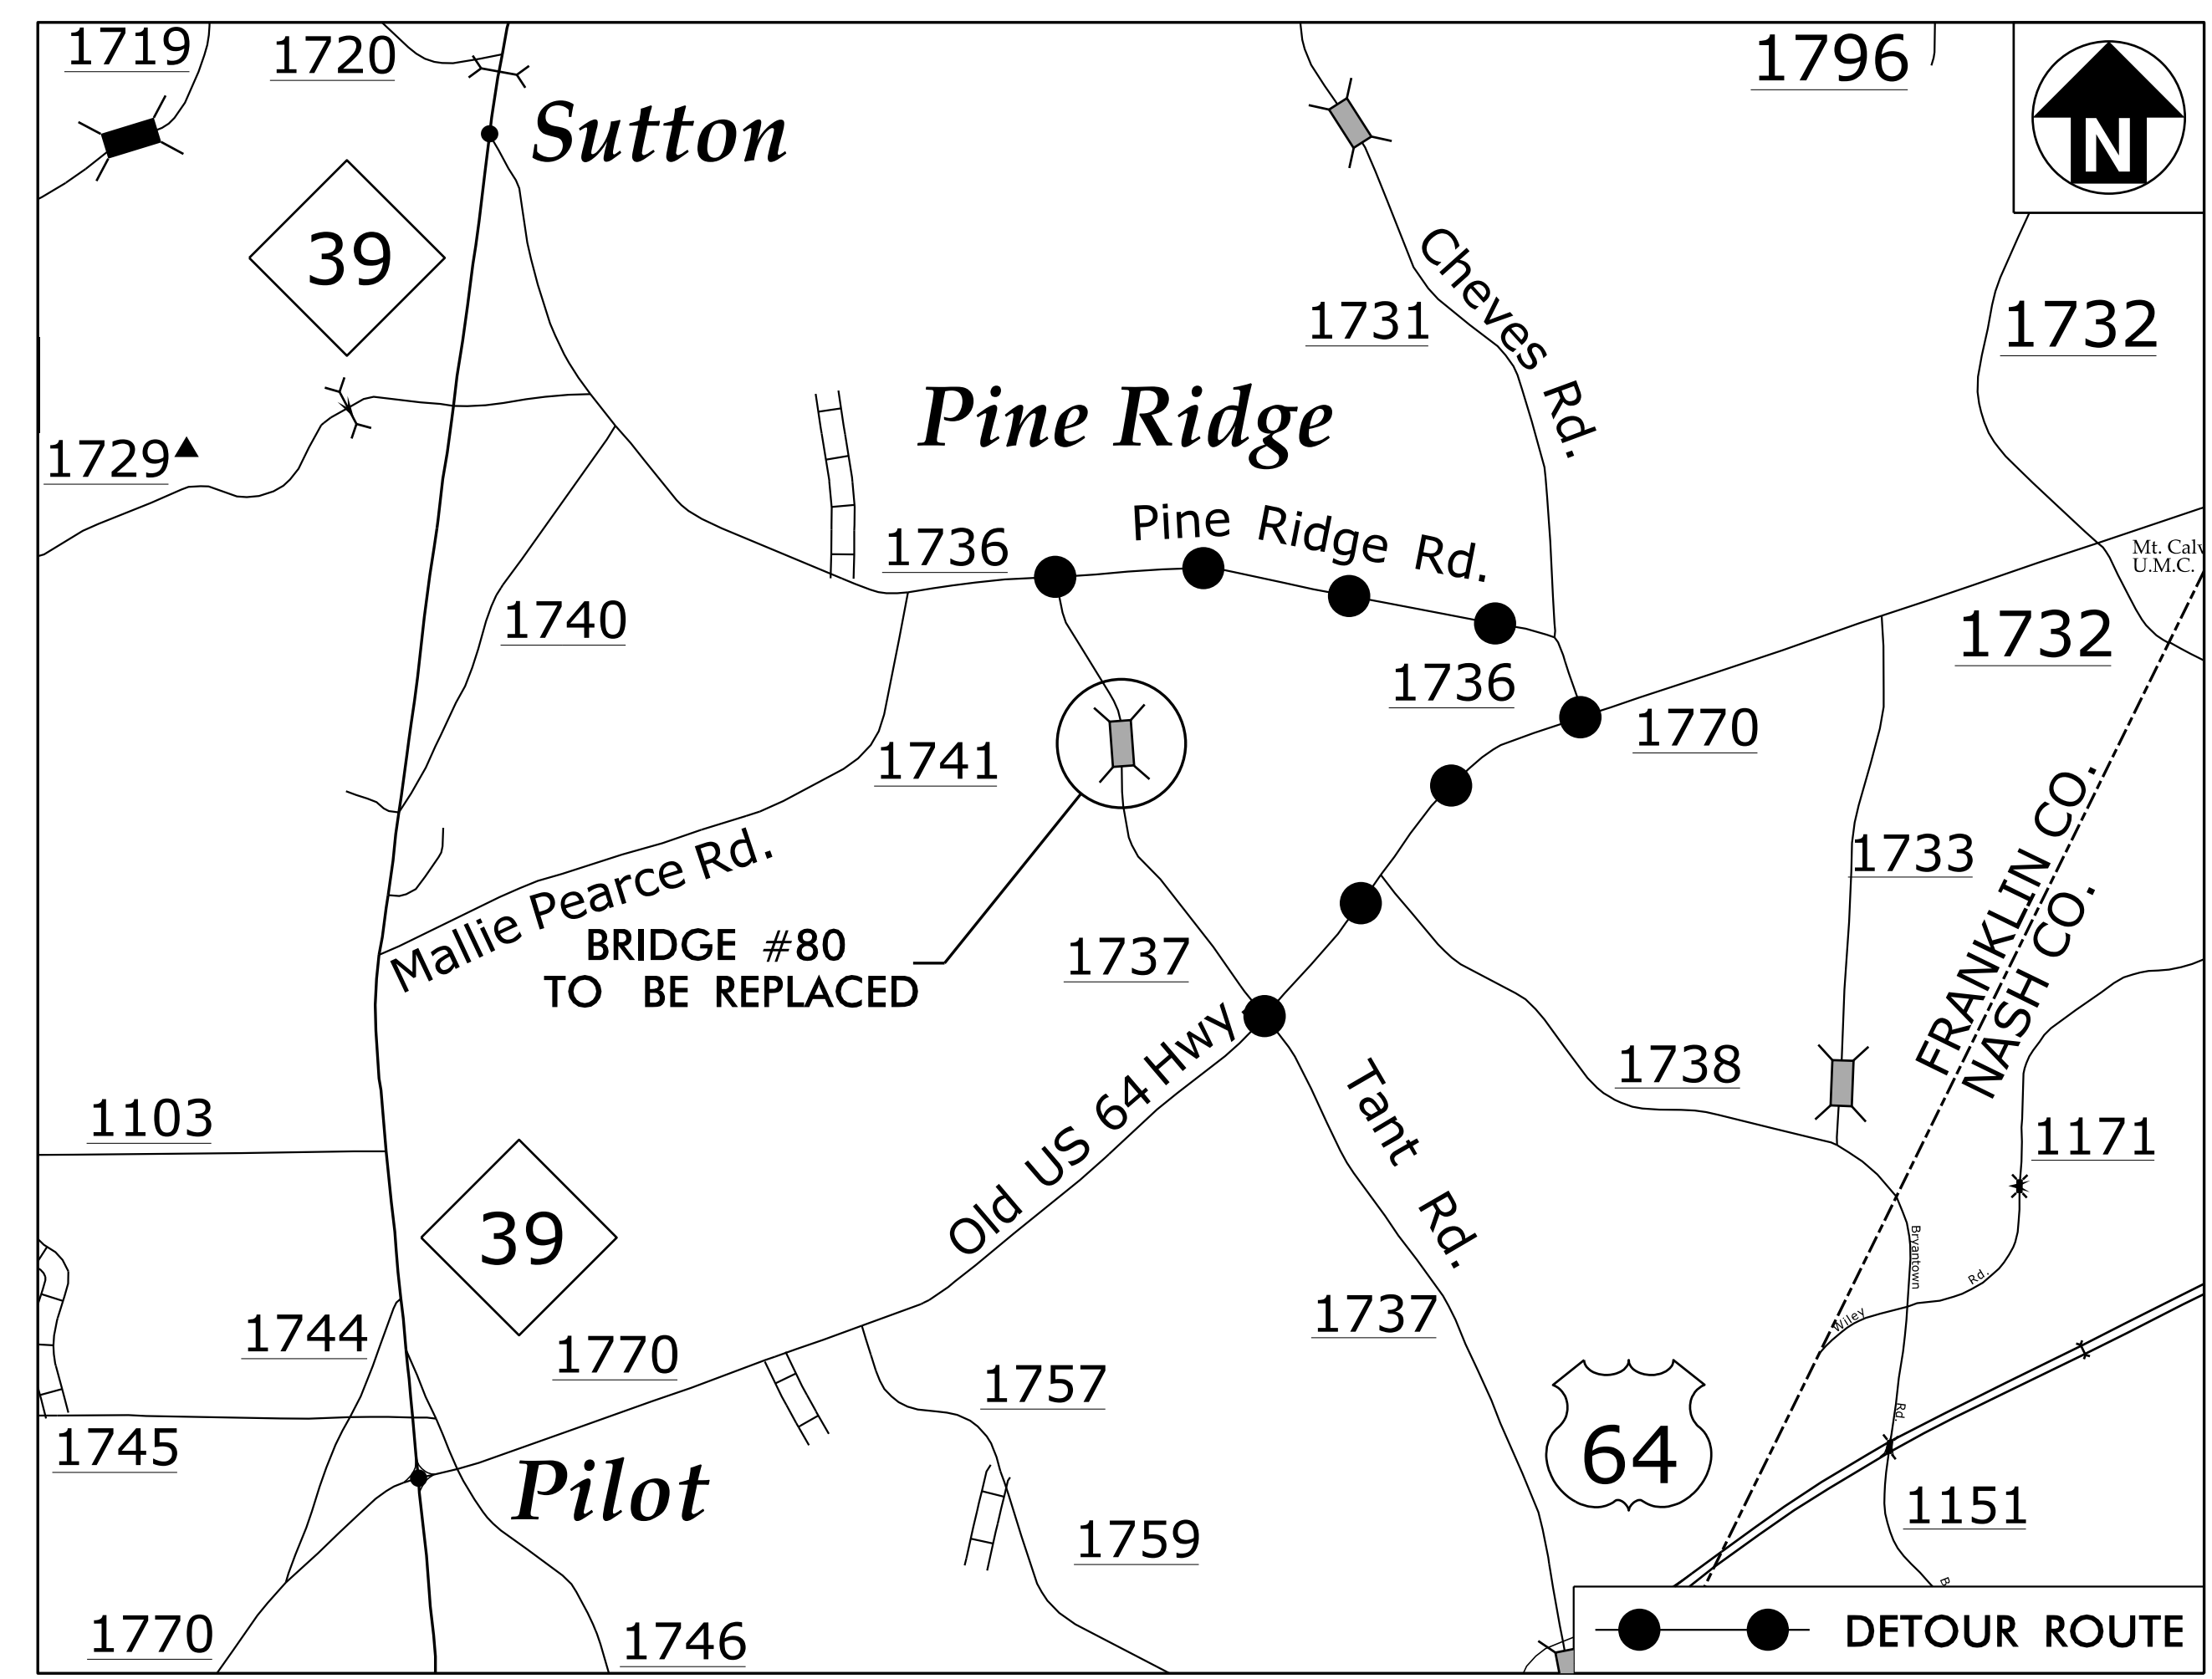 1719
1720
1796
N
Sutton
39
Cheves Rd.
1731
1732
Pine Ridge
1729
Pine Ridge Rd.
1736
Mt. Calv
U.M.C.
1740
1732
1736
1770
1741
Mallie Pearce Rd.
1733
BRIDGE #80
TO BE REPLACED
1737
FRANKLIN CO.
NASH CO.
Old US 64 Hwy
Tant Rd.
1738
1103
1171
39
Bryantown Rd.
Wiley Rd.
1744
1737
1770
1757
64
1745
Pilot
1151
1759
B
1770
1746
DETOUR ROUTE